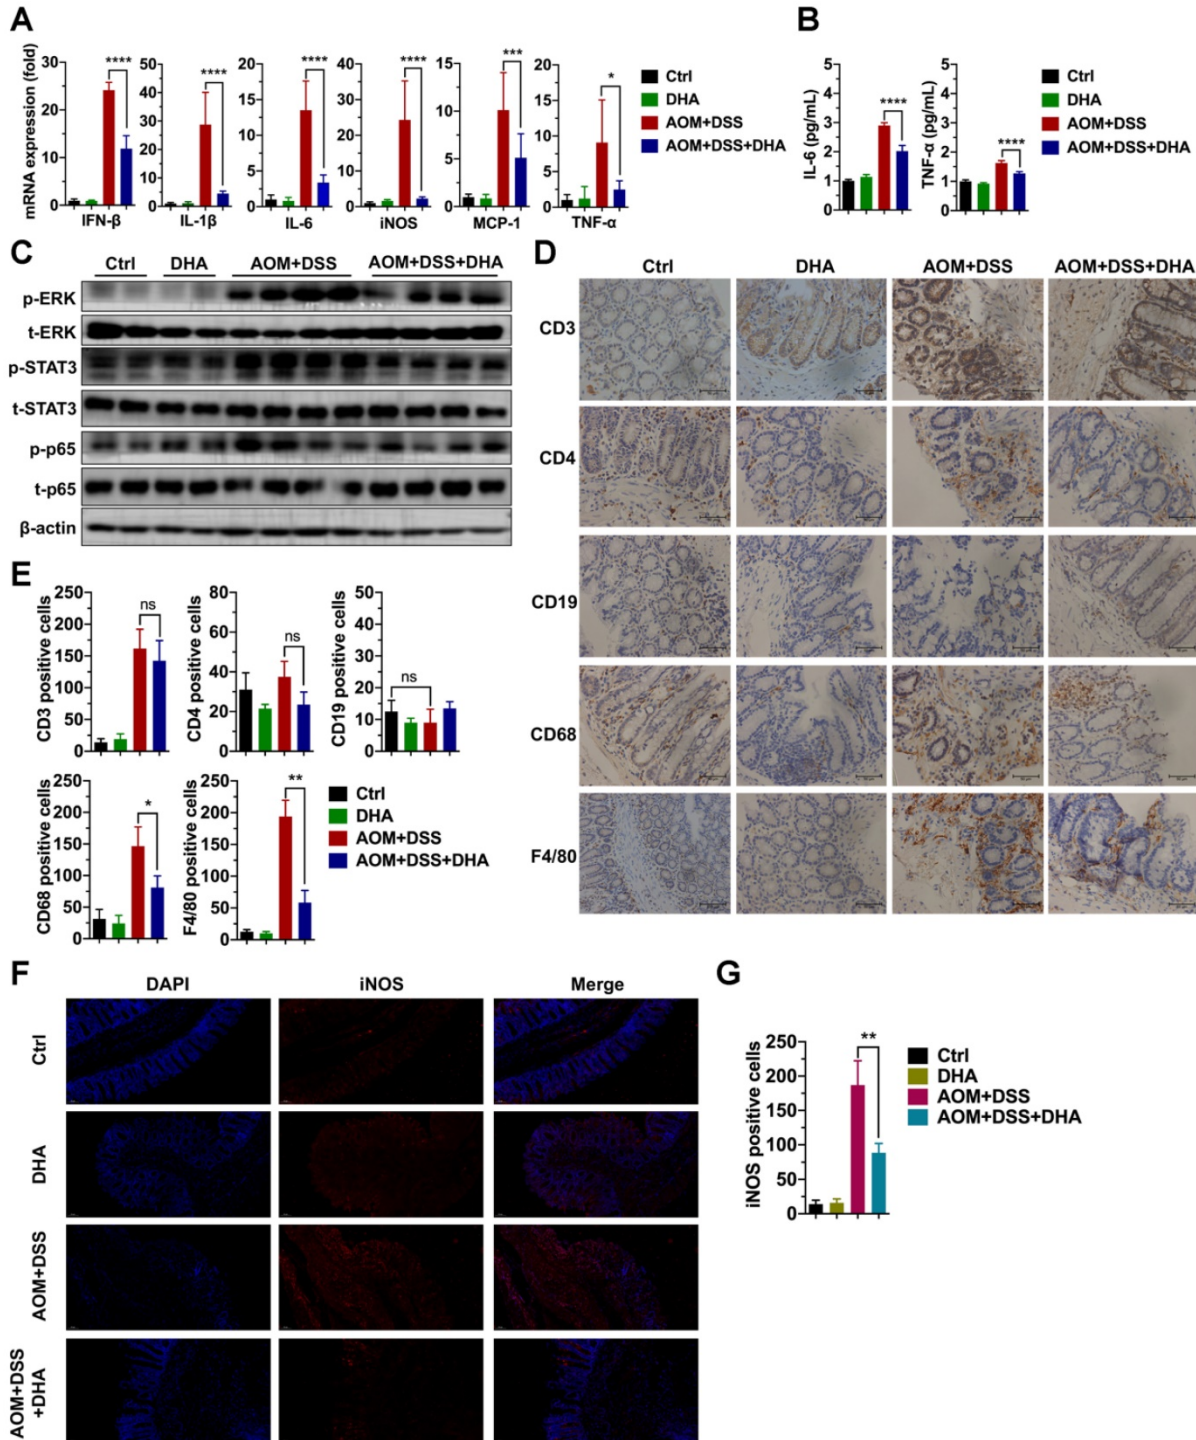 A
mRNA expression (fold)
30
20
10
0
****
IFN-β
50
40
30
20
10
0
****
IL-1β
20
15
10
5
0
****
IL-6
40
30
20
10
0
****
iNOS
15
10
5
0
***
MCP-1
20
15
10
5
0
*
TNF-α
Ctrl
DHA
AOM+DSS
AOM+DSS+DHA
B
IL-6 (pg/mL)
5
4
3
2
1
0
****
TNF-α (pg/mL)
5
4
3
2
1
0
****
Ctrl
DHA
AOM+DSS
AOM+DSS+DHA
C
Ctrl DHA AOM+DSS AOM+DSS+DHA
p-ERK
t-ERK
p-STAT3
t-STAT3
p-p65
t-p65
β-actin
D
Ctrl DHA AOM+DSS AOM+DSS+DHA
CD3
CD4
CD19
CD68
F4/80
E
CD3 positive cells
250
200
150
100
50
0
ns
CD4 positive cells
80
60
40
20
0
ns
CD19 positive cells
50
40
30
20
10
0
ns
CD68 positive cells
250
200
150
100
50
0
*
F4/80 positive cells
250
200
150
100
50
0
**
Ctrl
DHA
AOM+DSS
AOM+DSS+DHA
F
DAPI iNOS Merge
Ctrl
DHA
AOM+DSS
AOM+DSS
+DHA
G
iNOS positive cells
250
200
150
100
50
0
**
Ctrl
DHA
AOM+DSS
AOM+DSS+DHA